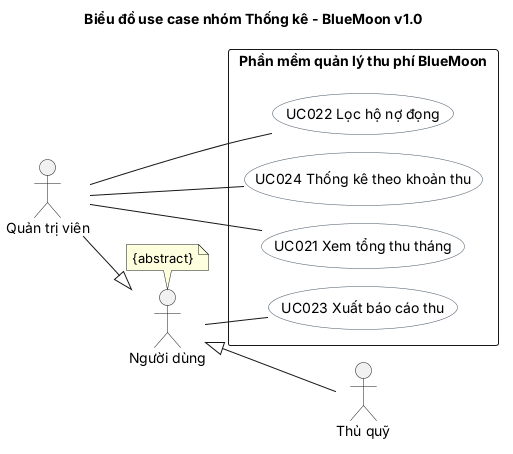 Biểu đồ use case nhóm Thống kê - BlueMoon v1.0
Phần mềm quản lý thu phí BlueMoon
UC022 Lọc hộ nợ đọng
UC024 Thống kê theo khoản thu
Quản trị viên
UC021 Xem tổng thu tháng
{abstract}
UC023 Xuất báo cáo thu
Người dùng
Thủ quỹ